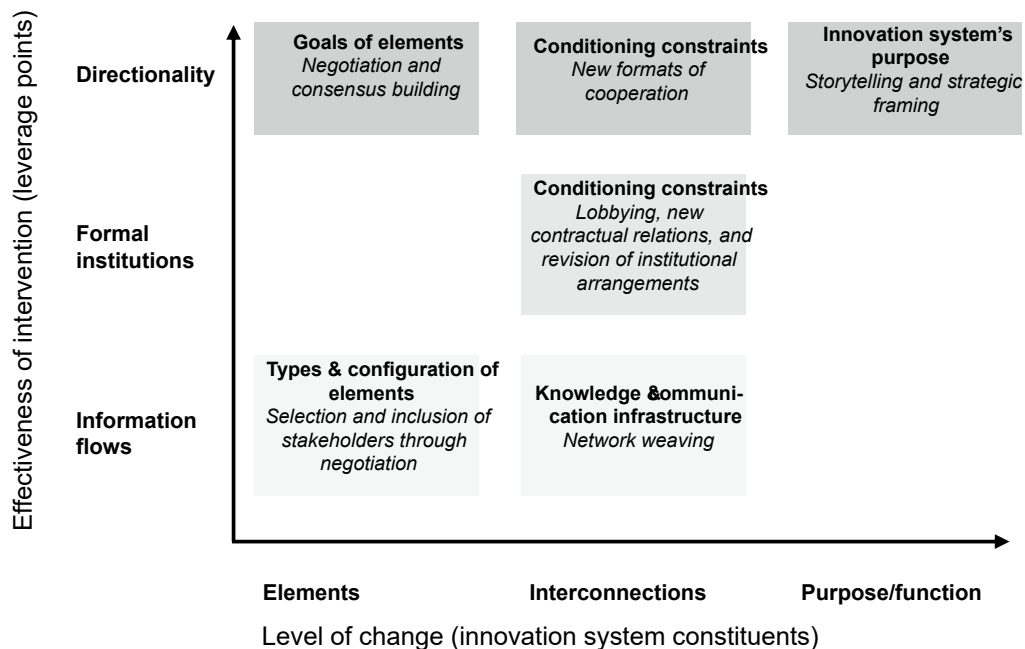 Effectiveness of intervention (leverage points)
Directionality
Goals of elements
Negotiation and
consensus building
Conditioning constraints
New formats of
cooperation
Innovation system's
purpose
Storytelling and strategic
framing
Formal
institutions
Conditioning constraints
Lobbying, new
contractual relations, and
revision of institutional
arrangements
Information
flows
Types & configuration of
elements
Selection and inclusion of
stakeholders through
negotiation
Knowledge &communi-
cation infrastructure
Network weaving
Elements
Interconnections
Purpose/function
Level of change (innovation system constituents)